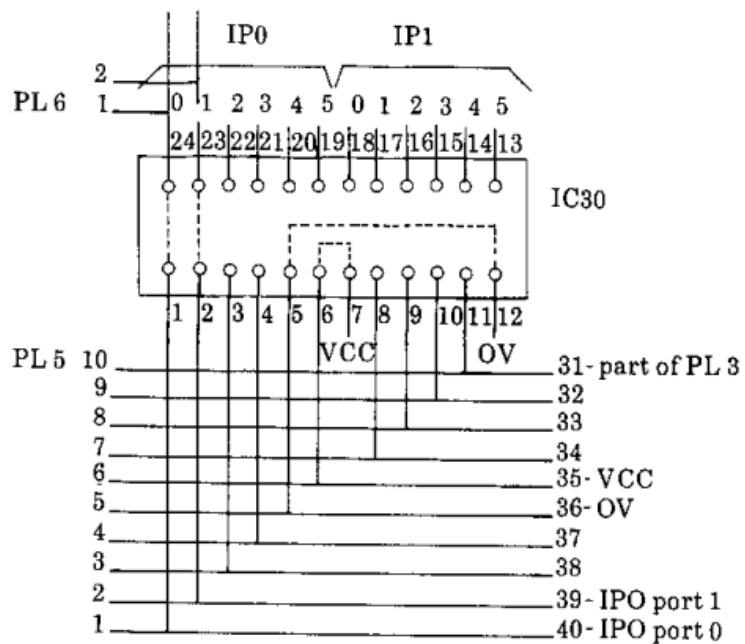 IP0 IP1
2
PL 6 1 0 1 2 3 4 5 0 1 2 3 4 5
24 23 22 21 20 19 18 17 16 15 14 13
IC30
1 2 3 4 5 6 7 8 9 10 11 12
VCC OV
PL 5 10 31- part of PL 3
9 32
8 33
7 34
6 35- VCC
5 36- OV
4 37
3 38
2 39- IPO port 1
1 40- IPO port 0